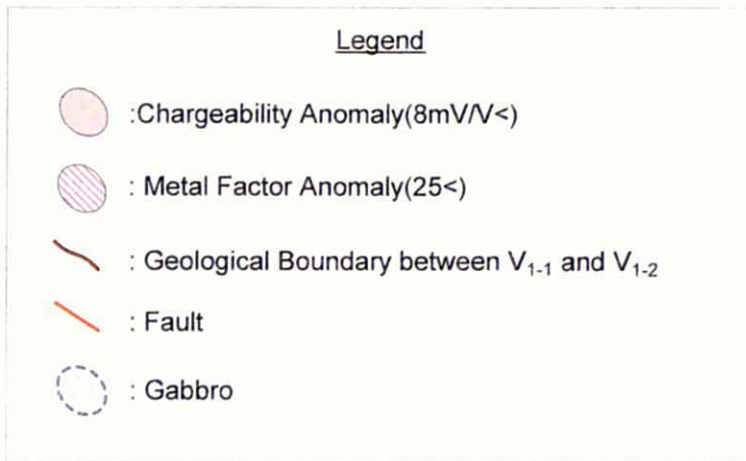 Legend
:Chargeability Anomaly(8mV/V<)
: Metal Factor Anomaly(25<)
: Geological Boundary between V1-1 and V1-2
: Fault
: Gabbro